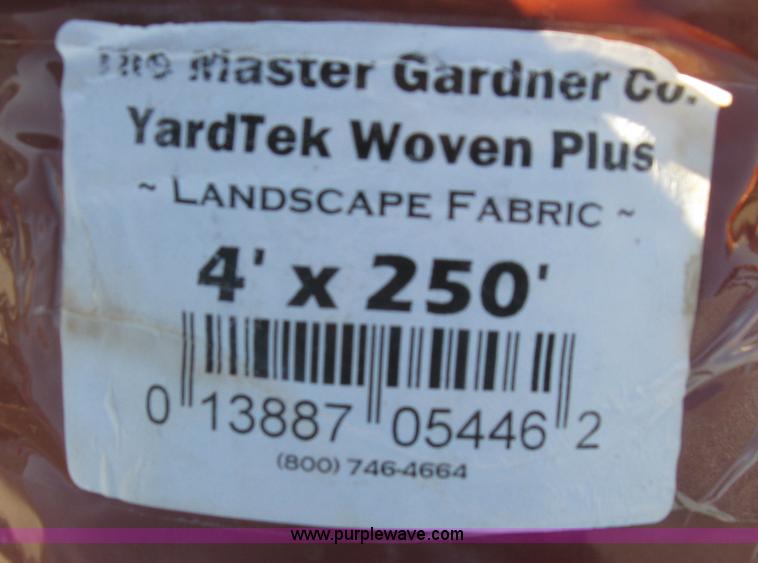 The Master Gardner Co.
YardTek Woven Plus
~ LANDSCAPE FABRIC ~
4' x 250'
0 13887 05446 2
(800) 746-4664
www.purplewave.com